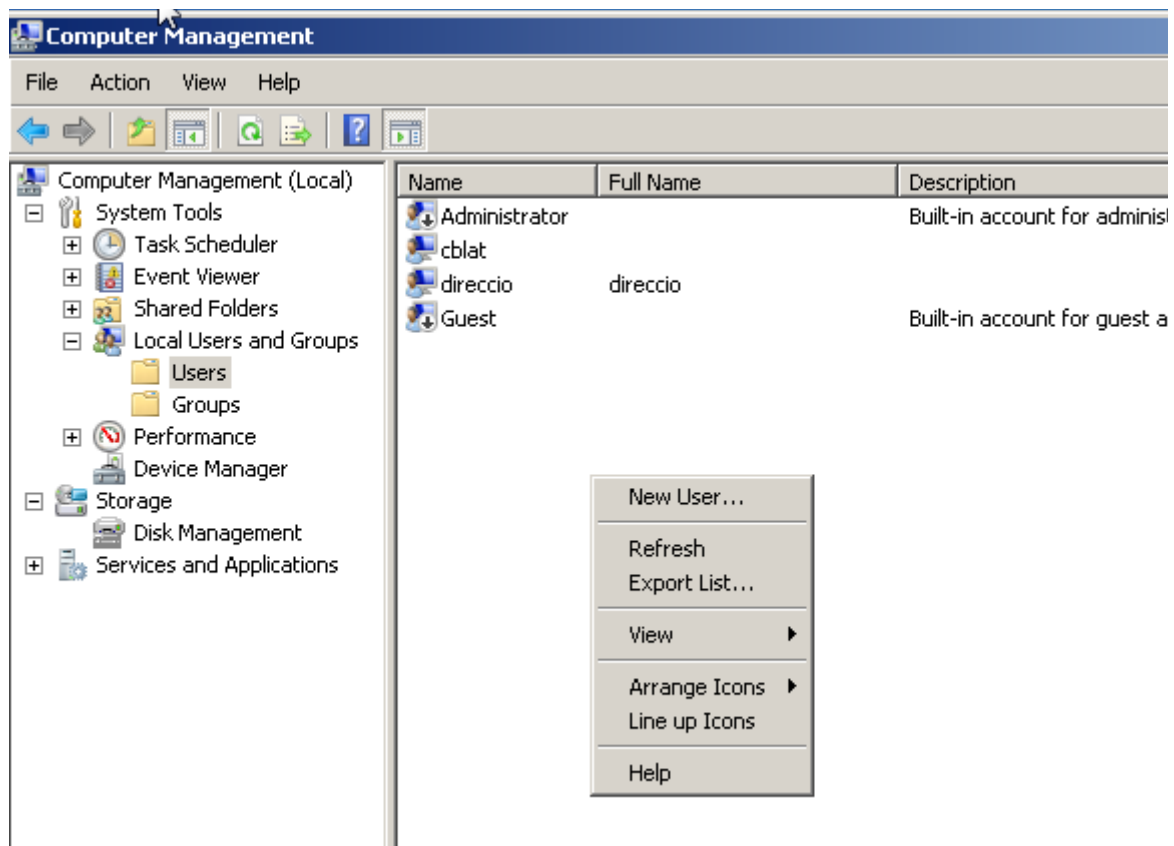 Computer Management
File Action View Help
Computer Management (Local)
System Tools
Task Scheduler
Event Viewer
Shared Folders
Local Users and Groups
Users
Groups
Performance
Device Manager
Storage
Disk Management
Services and Applications
Name Full Name Description
Administrator Built-in account for adminis
cblat
direccio direccio
Guest Built-in account for guest a
New User...
Refresh
Export List...
View
Arrange Icons
Line up Icons
Help